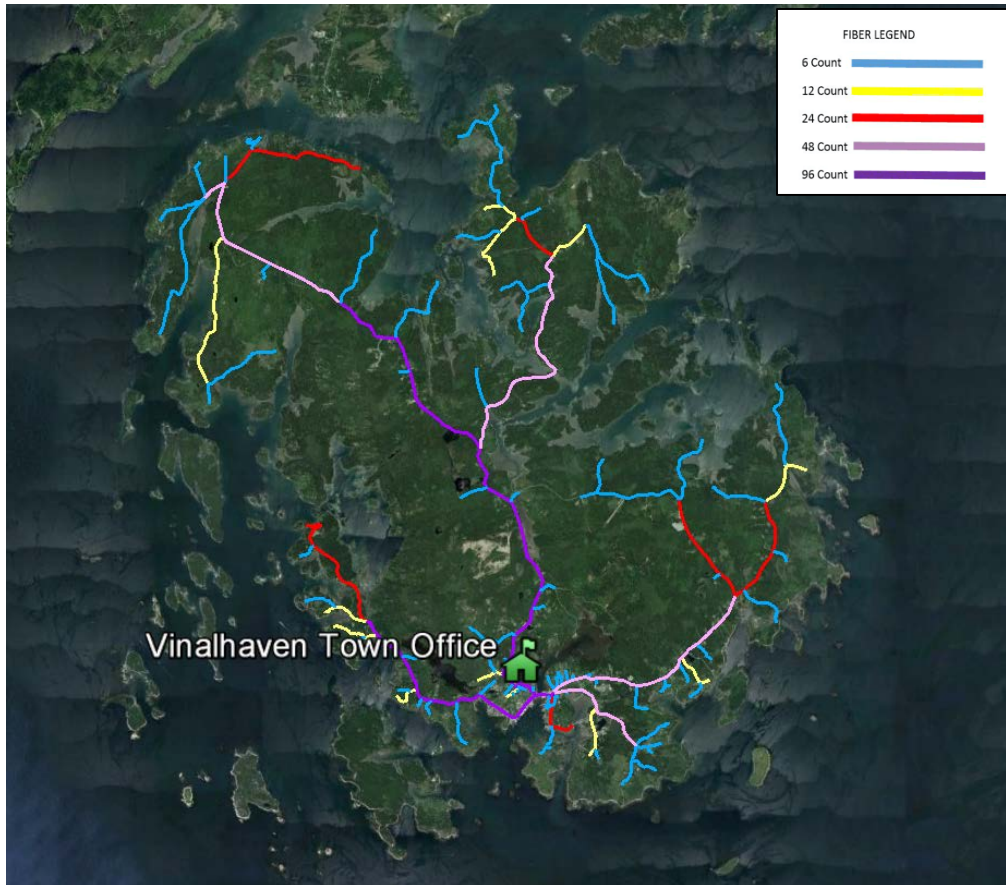 FIBER LEGEND
6 Count
12 Count
24 Count
48 Count
96 Count
Vinalhaven Town Office